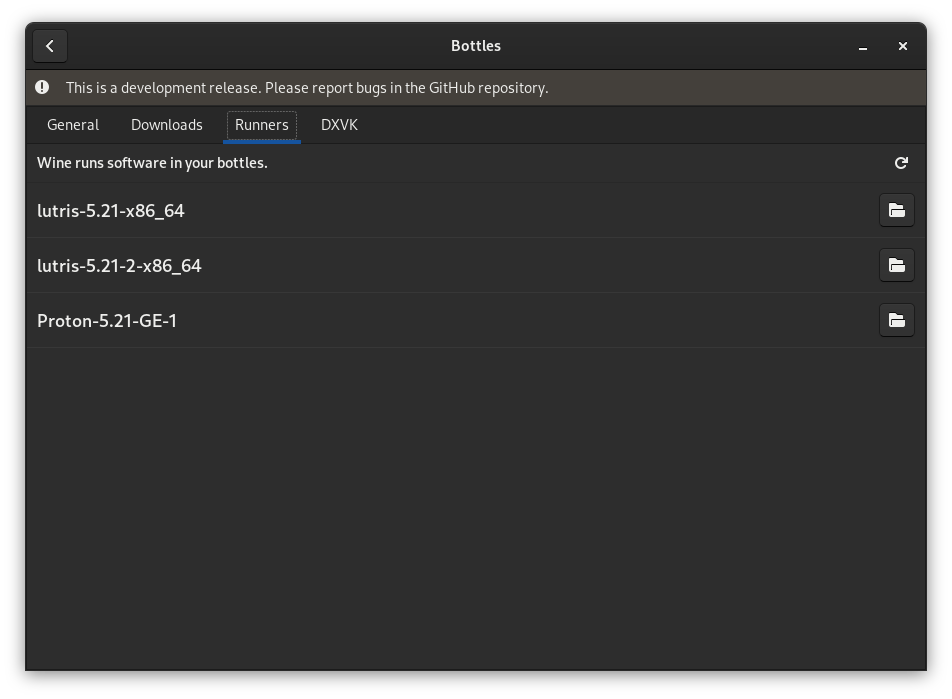 Bottles
This is a development release. Please report bugs in the GitHub repository.
General Downloads Runners DXVK
Wine runs software in your bottles.
lutris-5.21-x86_64
lutris-5.21-2-x86_64
Proton-5.21-GE-1